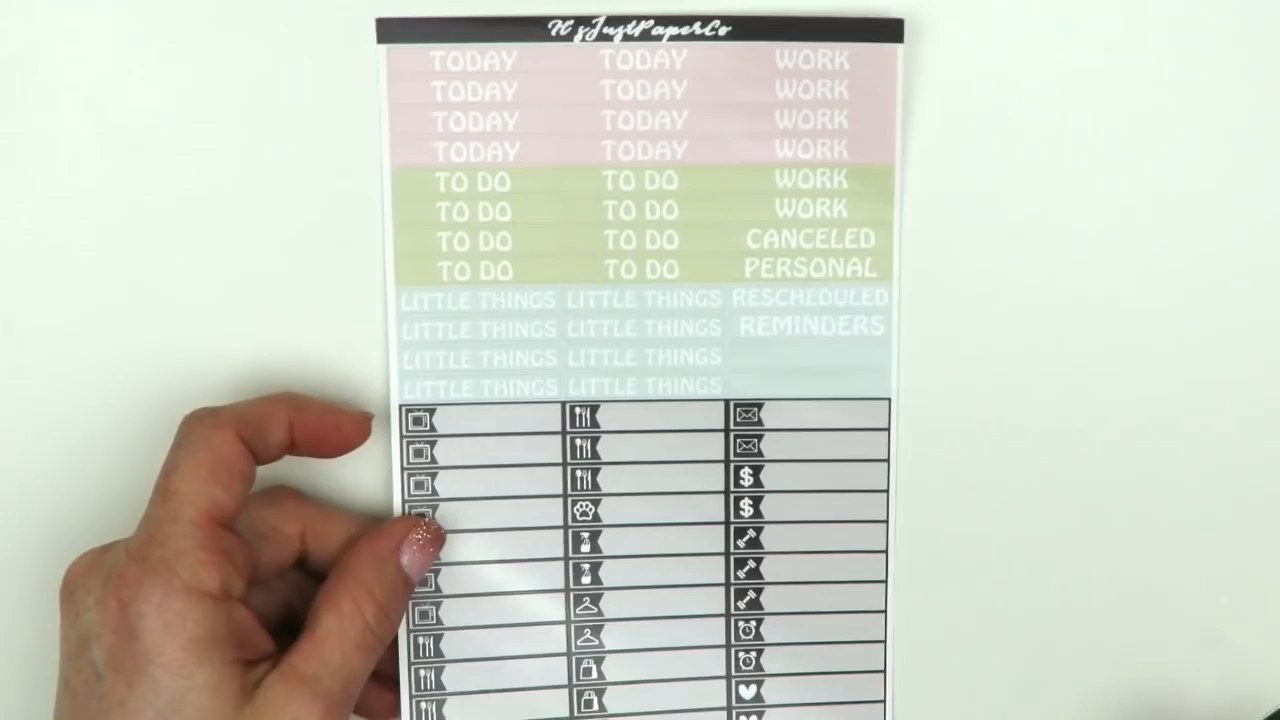 It'sJustPaperCo
TODAY TODAY WORK
TODAY TODAY WORK
TODAY TODAY WORK
TODAY TODAY WORK
TO DO TO DO WORK
TO DO TO DO WORK
TO DO TO DO CANCELED
TO DO TO DO PERSONAL
LITTLE THINGS LITTLE THINGS RESCHEDULED
LITTLE THINGS LITTLE THINGS REMINDERS
LITTLE THINGS LITTLE THINGS
LITTLE THINGS LITTLE THINGS
$
$